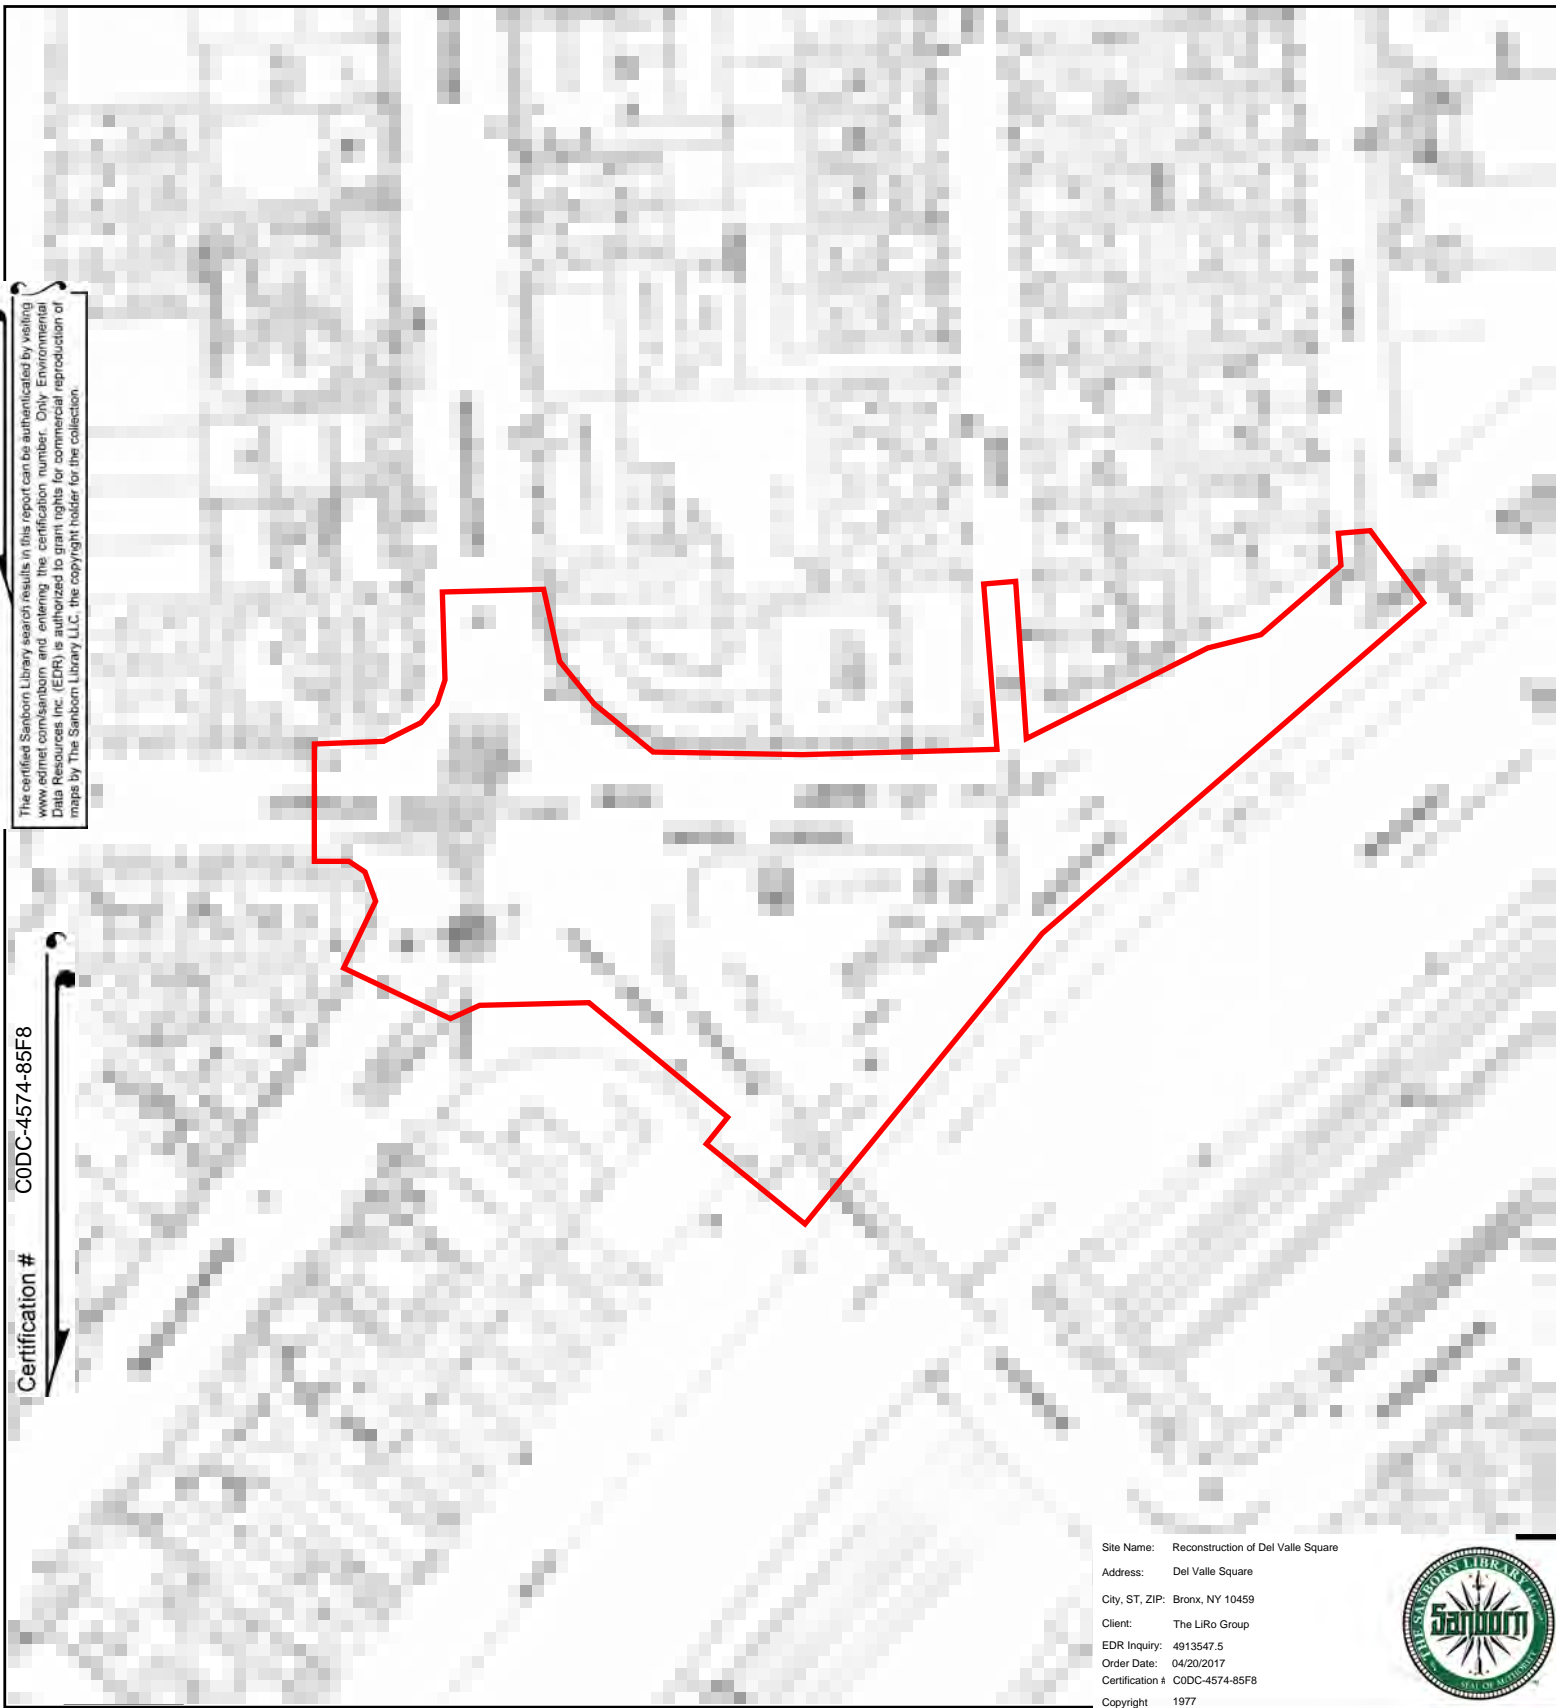 The certified Sanborn Library search results in this report can be authenticated by visiting
www.edrnet.com/sanborn and entering the certification number. Only Environmental
Data Resources Inc. (EDR) is authorized to grant rights for commercial reproduction of
maps by The Sanborn Library LLC, the copyright holder for the collection.
Certification # C0DC-4574-85F8
Site Name: Reconstruction of Del Valle Square
Address: Del Valle Square
City, ST, ZIP: Bronx, NY 10459
Client: The LiRo Group
EDR Inquiry: 4913547.5
Order Date: 04/20/2017
Certification # C0DC-4574-85F8
Copyright 1977
THE SANBORN LIBRARY
Sanborn
SEAL OF AUTHORITY